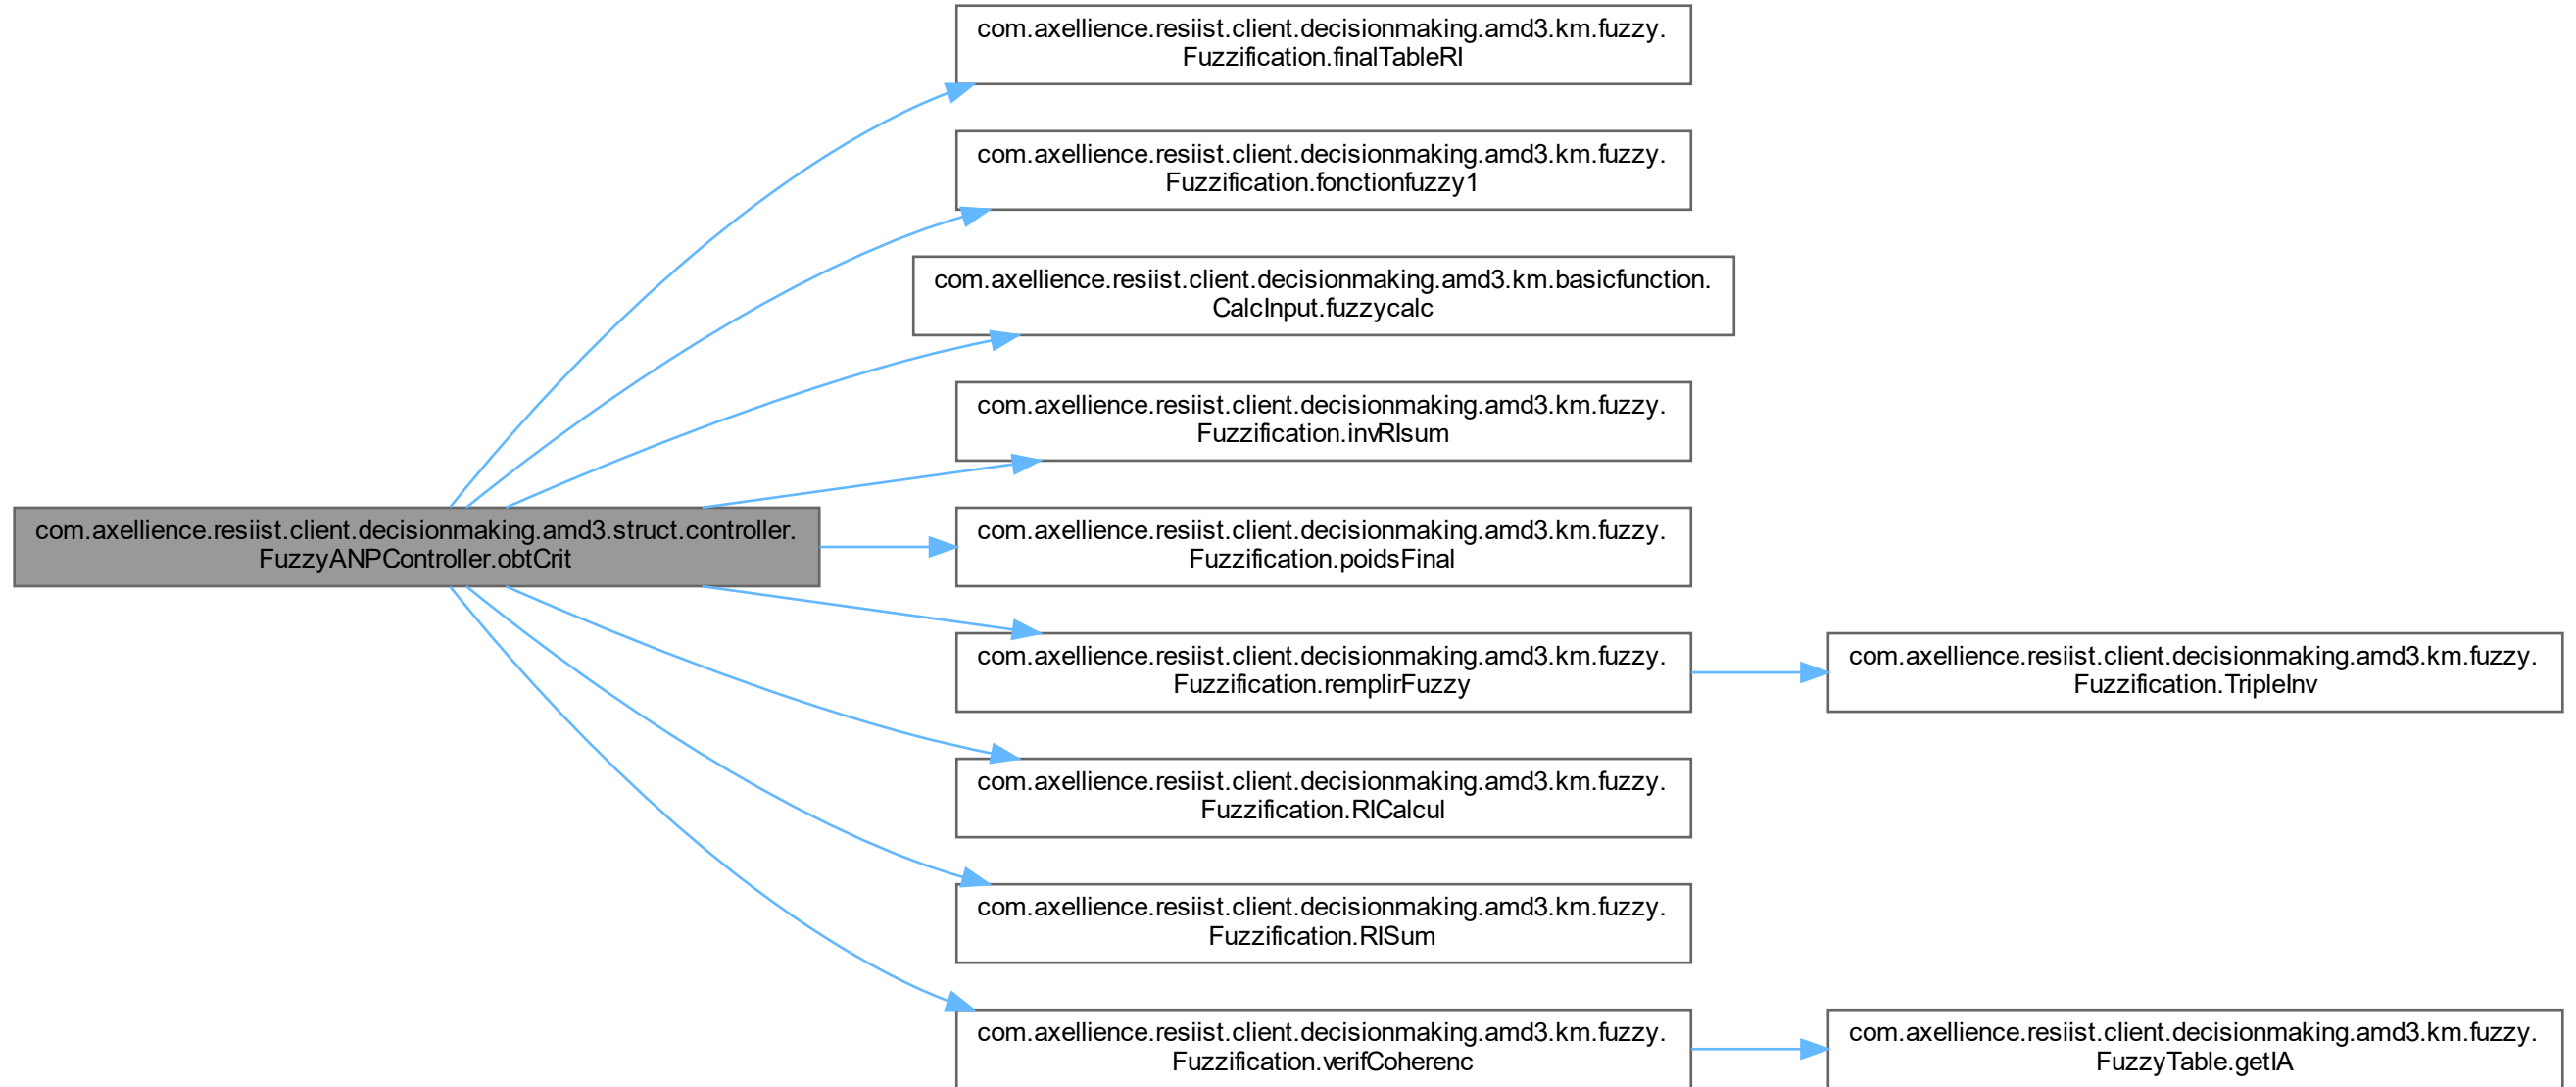 com.axellience.resiist.client.decisionmaking.amd3.km.fuzzy.
Fuzzification.finalTableRI
com.axellience.resiist.client.decisionmaking.amd3.km.fuzzy.
Fuzzification.fonctionfuzzy1
com.axellience.resiist.client.decisionmaking.amd3.km.basicfunction.
CalcInput.fuzzycalc
com.axellience.resiist.client.decisionmaking.amd3.km.fuzzy.
Fuzzification.invRIsum
com.axellience.resiist.client.decisionmaking.amd3.struct.controller.
FuzzyANPController.obtCrit
com.axellience.resiist.client.decisionmaking.amd3.km.fuzzy.
Fuzzification.poidsFinal
com.axellience.resiist.client.decisionmaking.amd3.km.fuzzy.
Fuzzification.remplirFuzzy
com.axellience.resiist.client.decisionmaking.amd3.km.fuzzy.
Fuzzification.TripleInv
com.axellience.resiist.client.decisionmaking.amd3.km.fuzzy.
Fuzzification.RICalcul
com.axellience.resiist.client.decisionmaking.amd3.km.fuzzy.
Fuzzification.RISum
com.axellience.resiist.client.decisionmaking.amd3.km.fuzzy.
Fuzzification.verifCoherenc
com.axellience.resiist.client.decisionmaking.amd3.km.fuzzy.
FuzzyTable.getIA